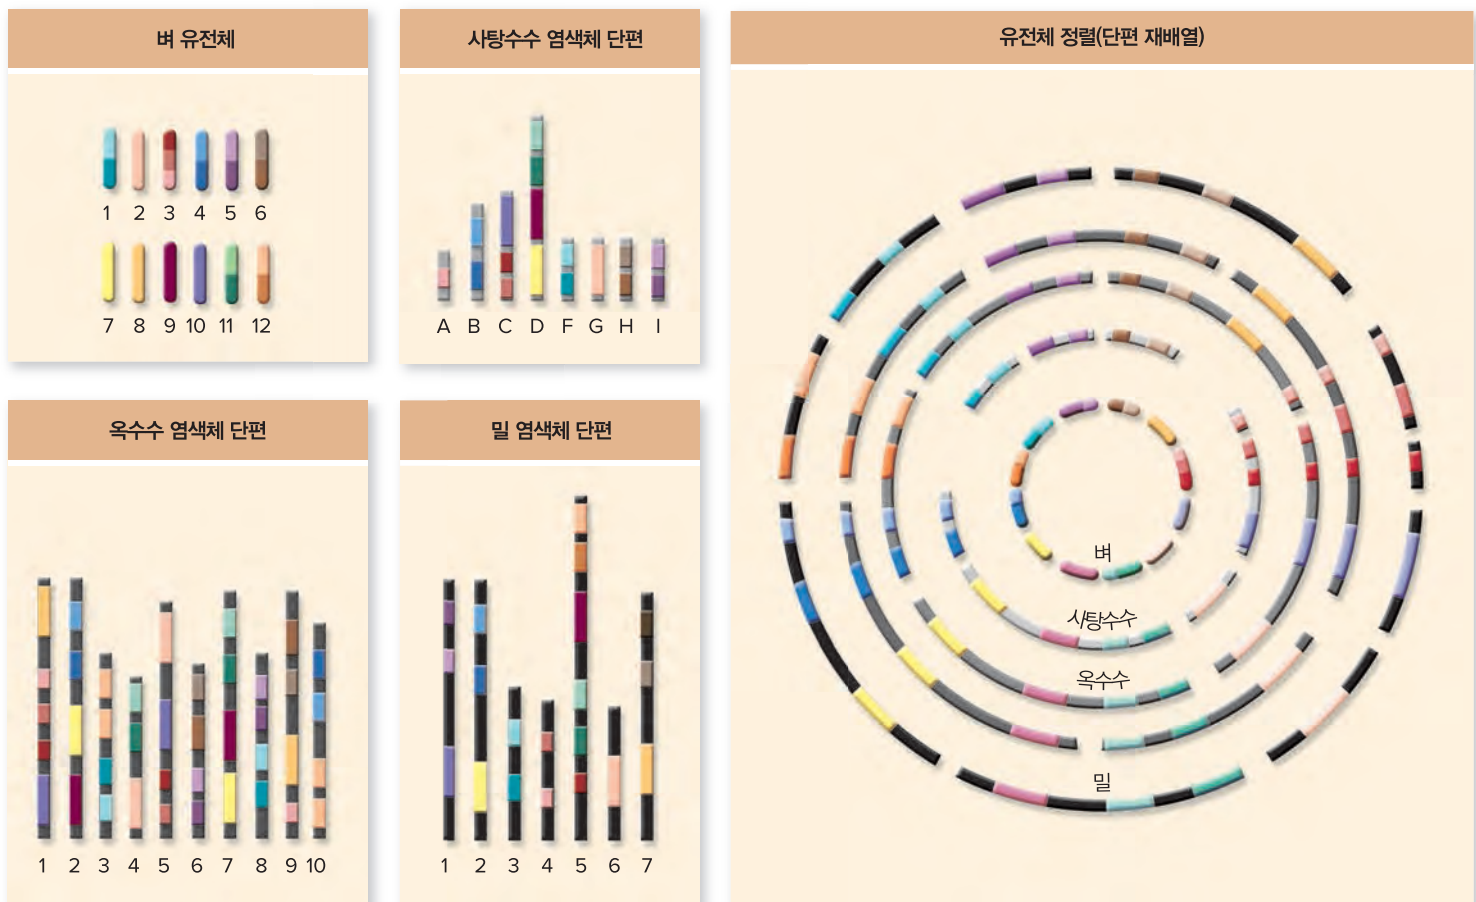 벼 유전체
1 2 3 4 5 6
7 8 9 10 11 12
사탕수수 염색체 단편
A B C D F G H I
유전체 정렬(단편 재배열)
벼
사탕수수
옥수수
밀
옥수수 염색체 단편
1 2 3 4 5 6 7 8 9 10
밀 염색체 단편
1 2 3 4 5 6 7